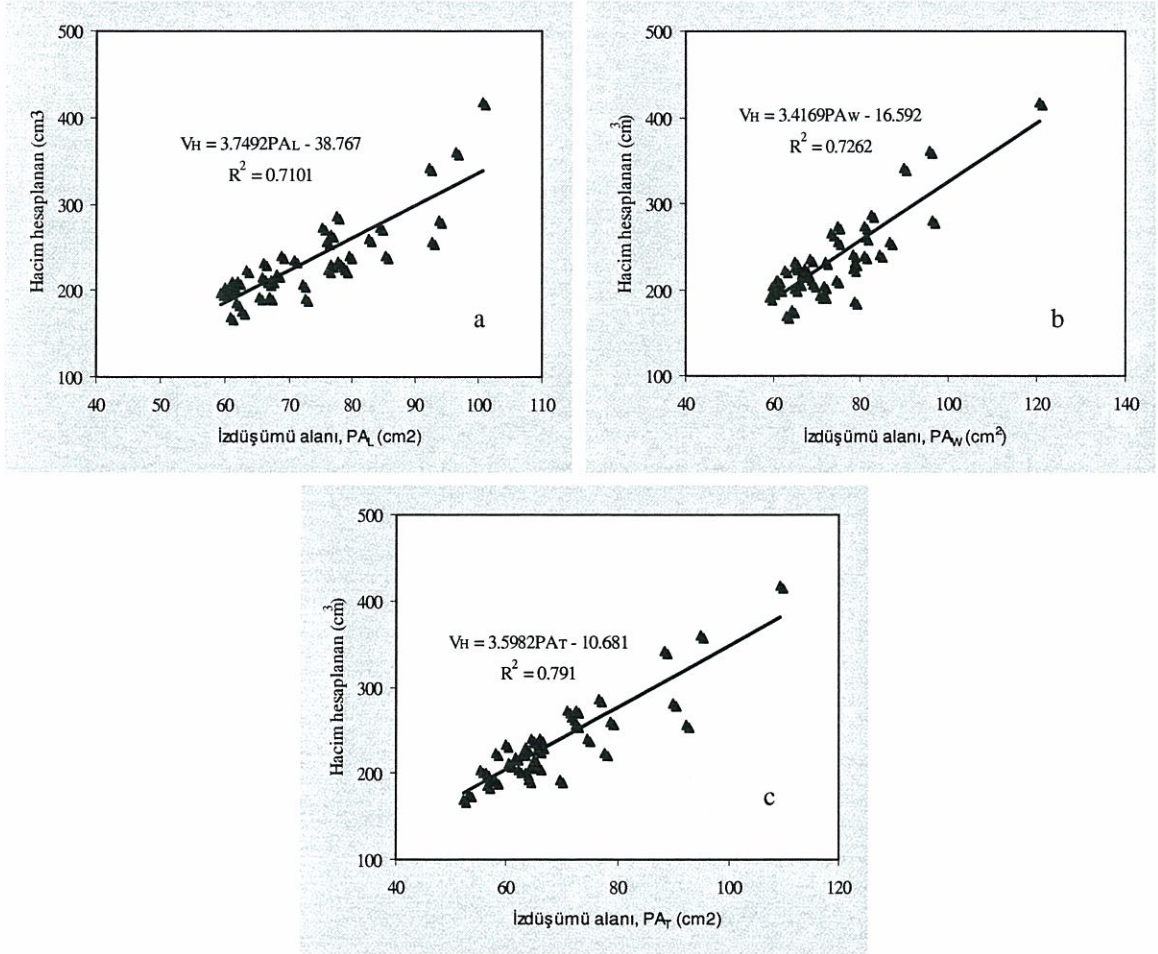 500
400
300
200
100
Hacim hesaplanan (cm3
VH = 3.7492PAL - 38.767
R² = 0.7101
a
40 50 60 70 80 90 100 110
İzdüşümü alanı, PAL (cm2)
500
400
300
200
100
Hacim hesaplanan (cm³)
VH = 3.4169PAW - 16.592
R² = 0.7262
b
40 60 80 100 120 140
İzdüşümü alanı, PAW (cm²)
500
400
300
200
100
Hacim hesaplanan (cm³)
VH = 3.5982PAT - 10.681
R² = 0.791
c
40 60 80 100 120
İzdüşümü alanı, PAT (cm2)